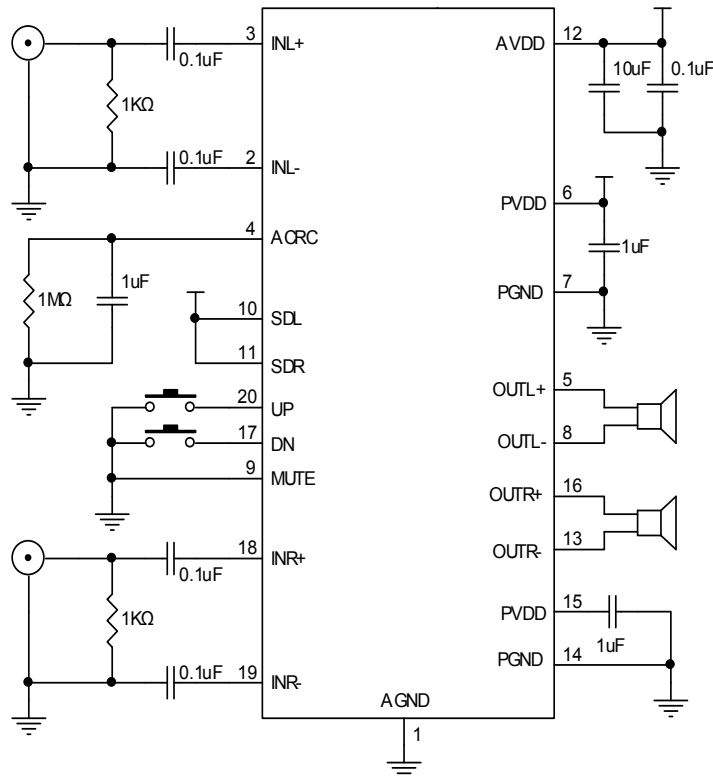 3 INL+ AVDD 12
0.1uF
10uF 0.1uF
1KΩ
0.1uF
2 INL-
PVDD 6
4 AGRC
1uF
1uF
1MΩ
PGND 7
10 SDL
11 SDR
OUTL+ 5
20 UP
17 DN
OUTL- 8
9 MUTE
OUTR+ 16
OUTR- 13
18 INR+
0.1uF
1KΩ
PVDD 15
1uF
PGND 14
0.1uF
19 INR-
AGND
1